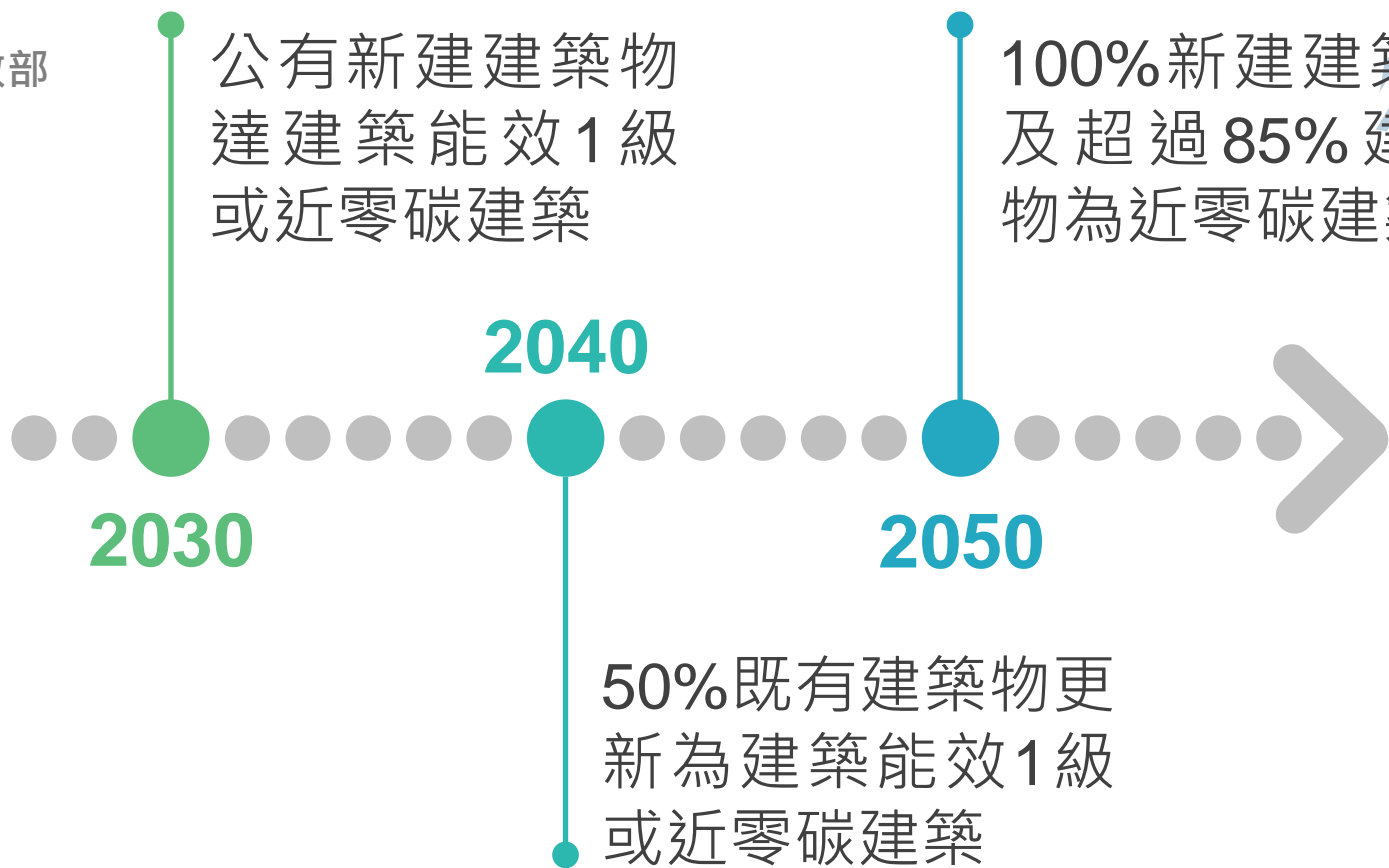 部
公有新建建築物
達建築能效1級
或近零碳建築
100%新建建
及超過85%
物為近零碳建
2040
2030
2050
50%既有建築物更
新為建築能效1級
或近零碳建築